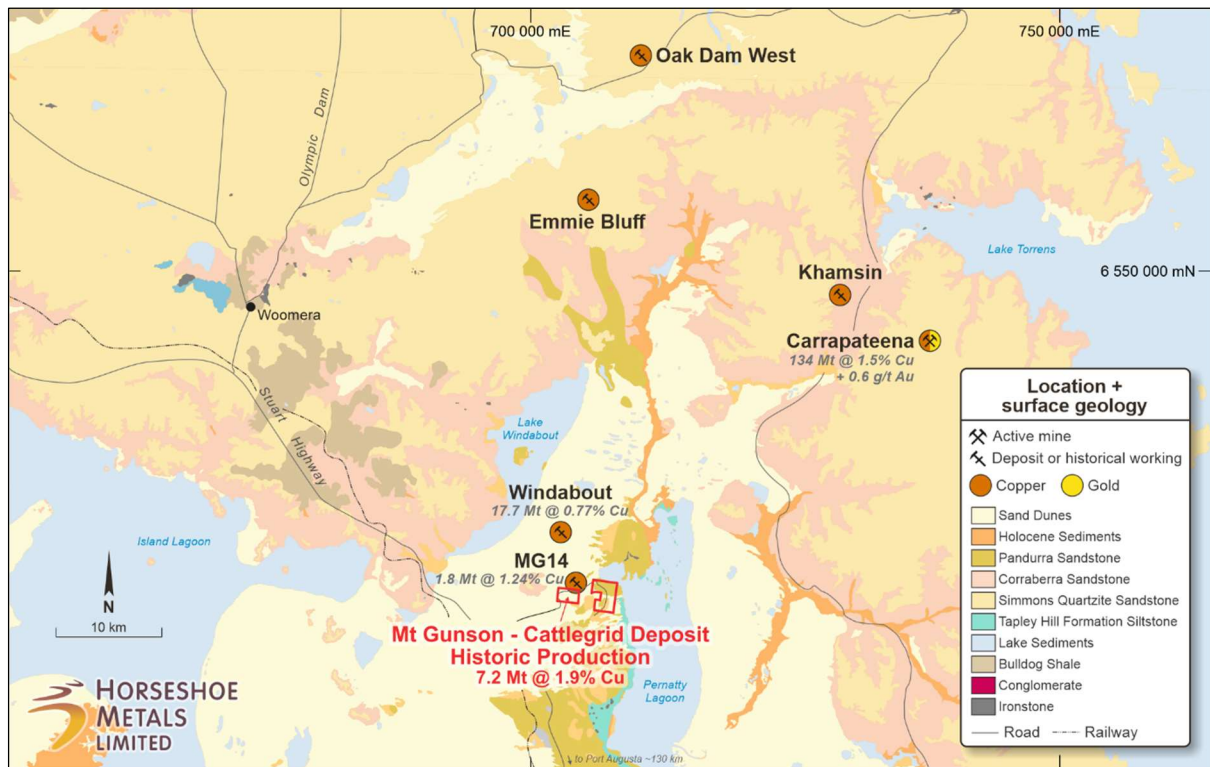 700 000 mE
750 000 mE
Oak Dam West
Olympic Dam
Emmie Bluff
Lake Torrens
Khamsin
6 550 000 mN
Woomera
Carrapateena
134 Mt @ 1.5% Cu
+ 0.6 g/t Au
Stuart Highway
Lake
Windabout
Windabout
17.7 Mt @ 0.77% Cu
Island Lagoon
MG14
1.8 Mt @ 1.24% Cu
N
10 km
Mt Gunson - Cattlegrid Deposit
Historic Production
7.2 Mt @ 1.9% Cu
Pernatty
Lagoon
HORSESHOE
METALS
LIMITED
to Port Augusta ~130 km
Location +
surface geology
Active mine
Deposit or historical working
Copper
Gold
Sand Dunes
Holocene Sediments
Pandurra Sandstone
Corraberra Sandstone
Simmons Quartzite Sandstone
Tapley Hill Formation Siltstone
Lake Sediments
Bulldog Shale
Conglomerate
Ironstone
Road
Railway